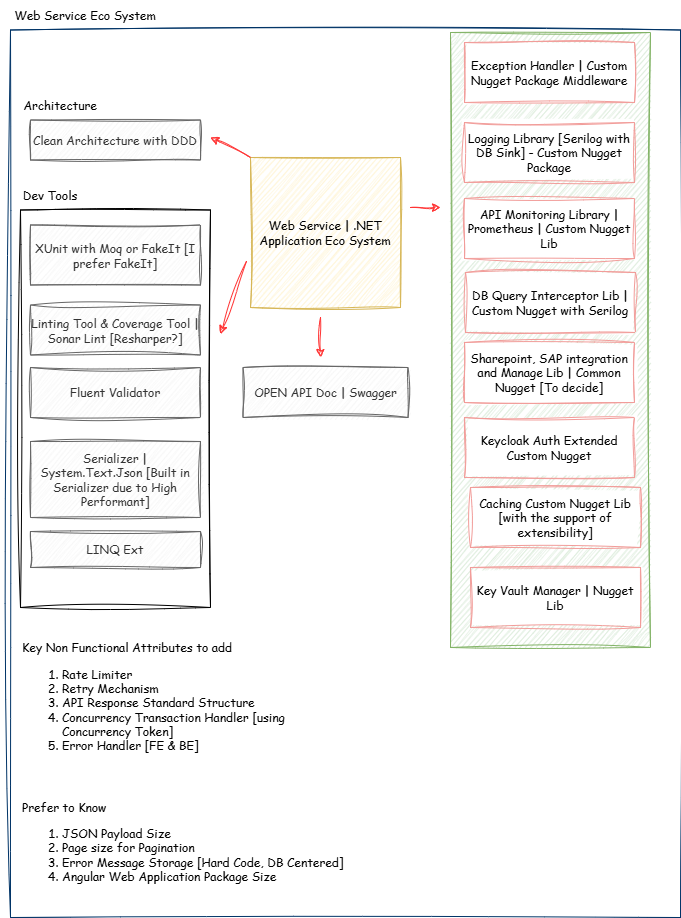 Web Service Eco System
Architecture
Clean Architecture with DDD
Dev Tools
XUnit with Moq or FakeIt [I
prefer FakeIt]
Linting Tool & Coverage Tool |
Sonar Lint [Resharper?]
Fluent Validator
Serializer |
System.Text.Json [Built in
Serializer due to High
Performant]
LINQ Ext
Web Service | .NET
Application Eco System
OPEN API Doc | Swagger
Exception Handler | Custom
Nugget Package Middleware
Logging Library [Serilog with
DB Sink] - Custom Nugget
Package
API Monitoring Library |
Prometheus | Custom Nugget
Lib
DB Query Interceptor Lib |
Custom Nugget with Serilog
Sharepoint, SAP integration
and Manage Lib | Common
Nugget [To decide]
Keycloak Auth Extended
Custom Nugget
Caching Custom Nugget Lib
[with the support of
extensibility]
Key Vault Manager | Nugget
Lib
Key Non Functional Attributes to add
1. Rate Limiter
2. Retry Mechanism
3. API Response Standard Structure
4. Concurrency Transaction Handler [using
Concurrency Token]
5. Error Handler [FE & BE]
Prefer to Know
1. JSON Payload Size
2. Page size for Pagination
3. Error Message Storage [Hard Code, DB Centered]
4. Angular Web Application Package Size